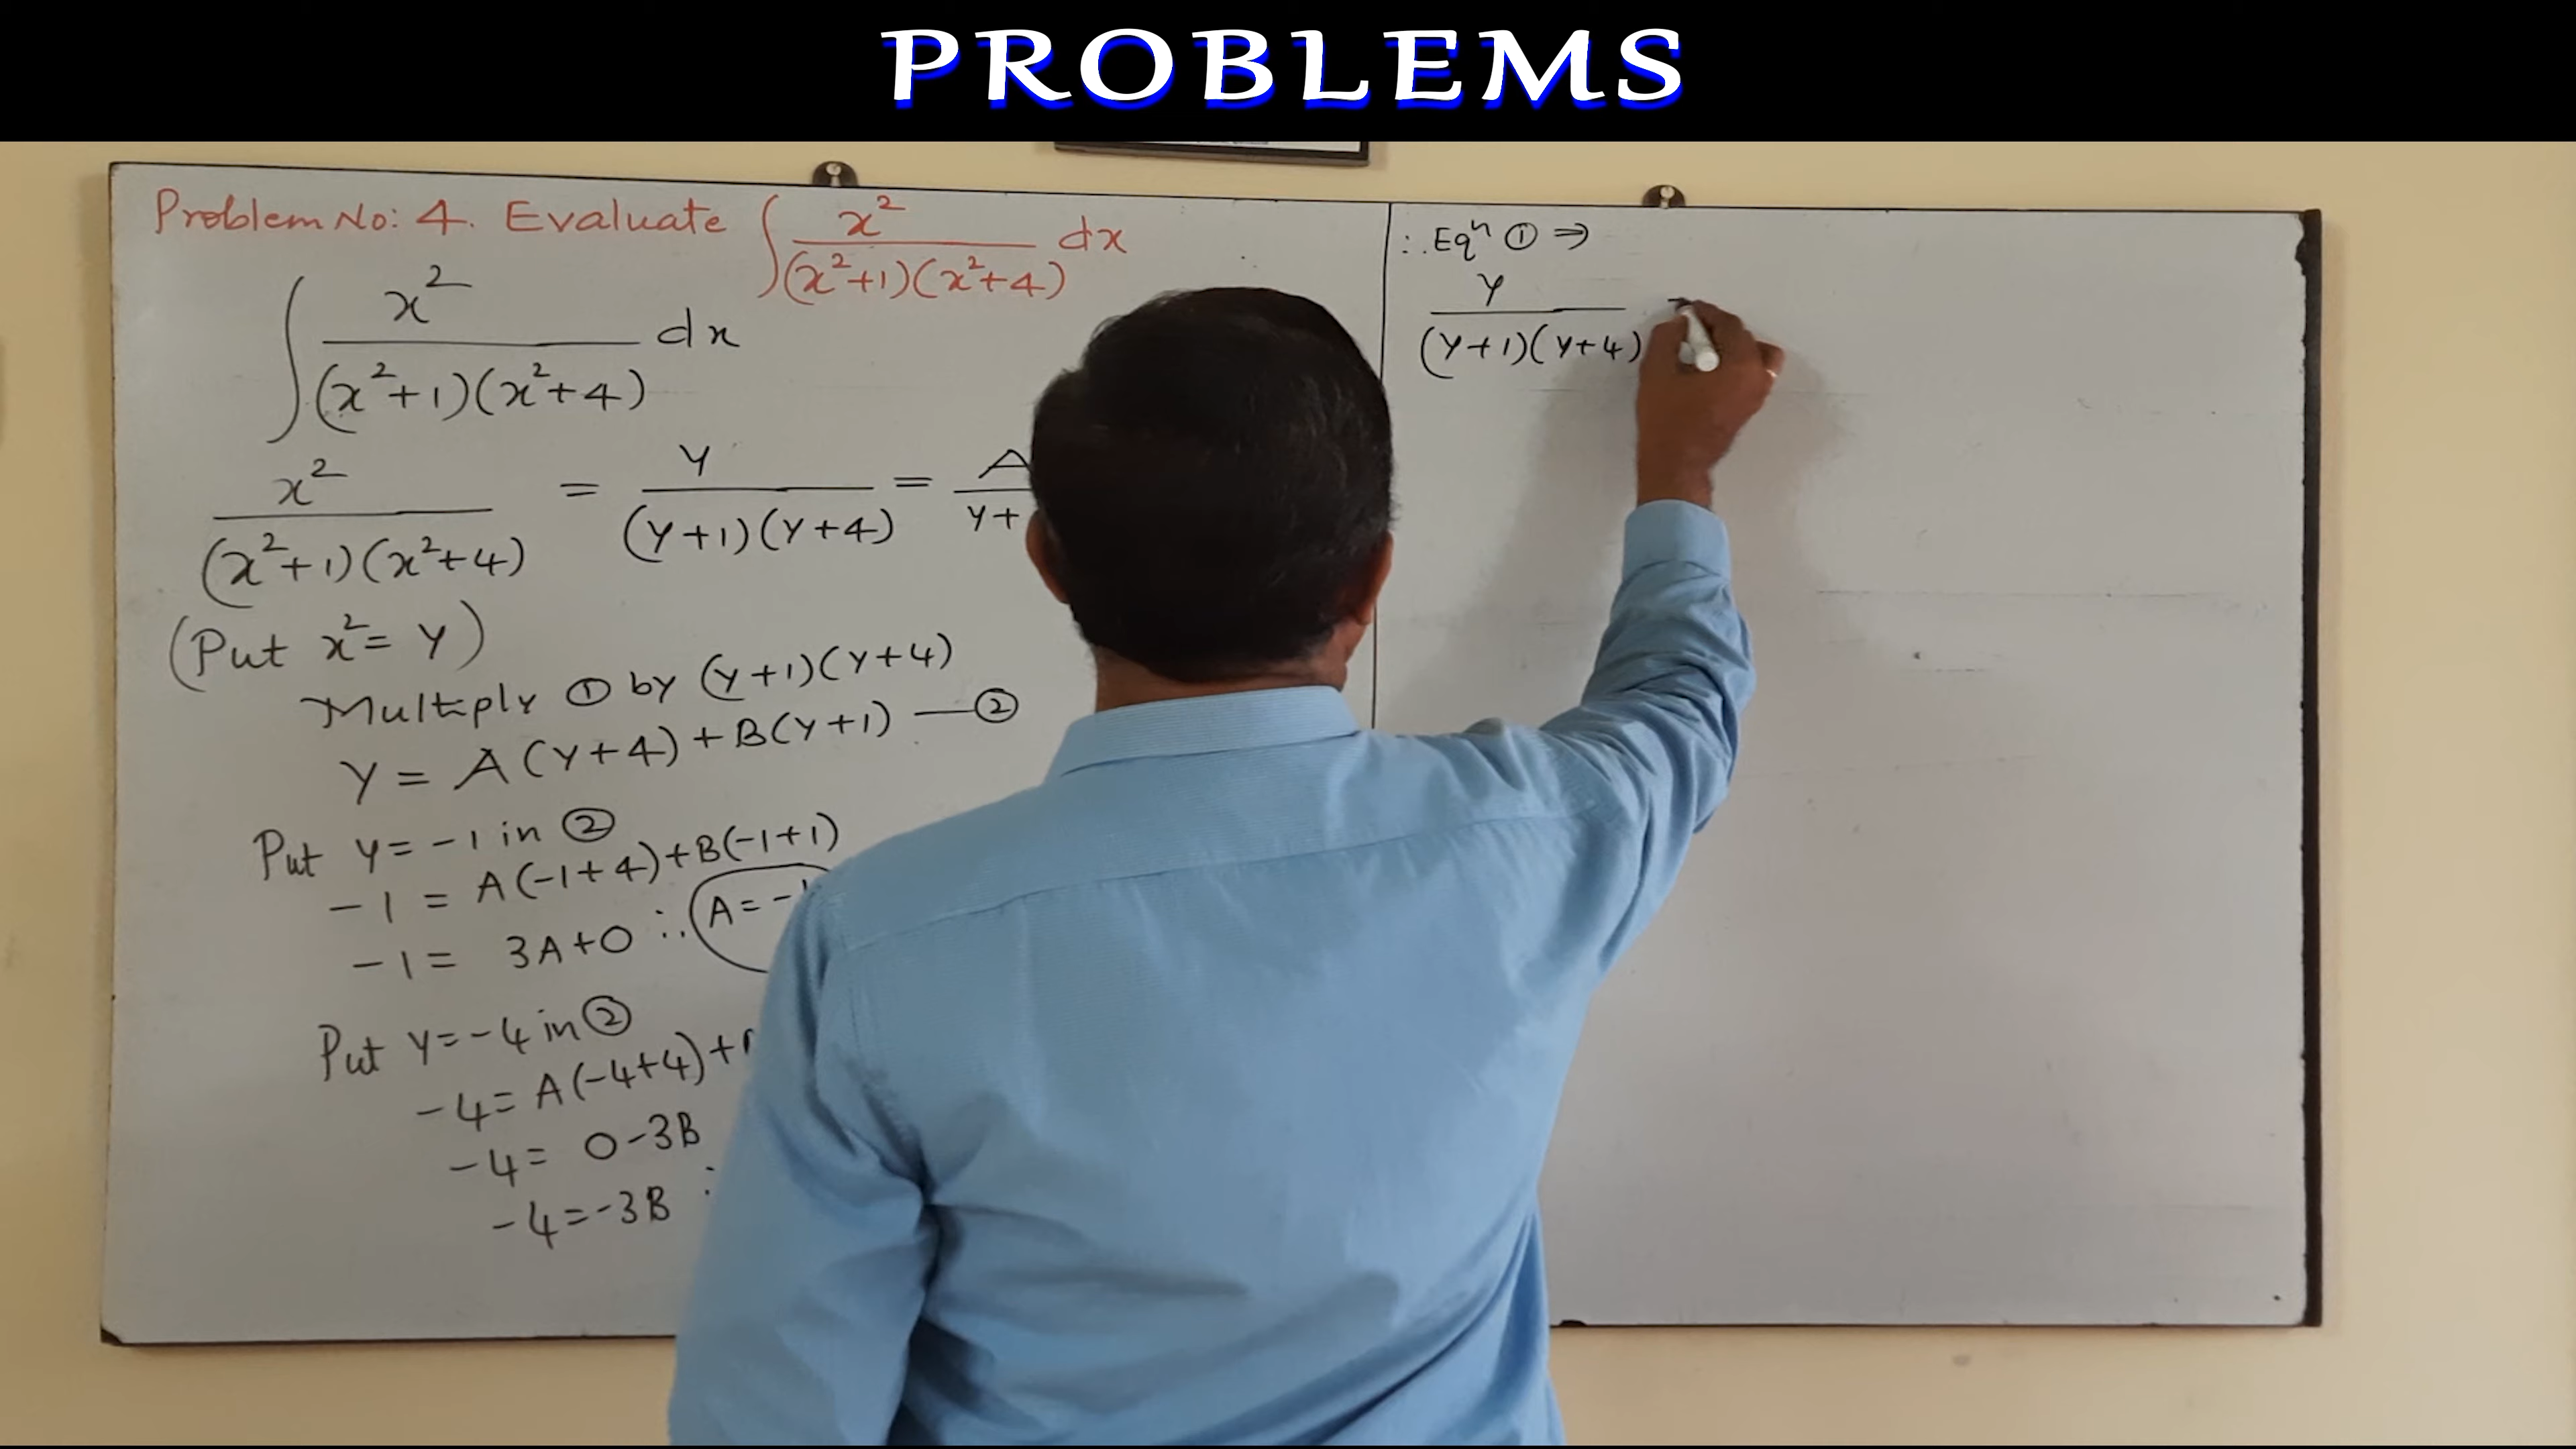 PROBLEMS
Problem No: 4. Evaluate ∫ x²/((x²+1)(x²+4)) dx
∫ x²/((x²+1)(x²+4)) dx
x²/((x²+1)(x²+4)) = Y/((Y+1)(Y+4)) = A/(Y+
(Put x² = Y)
Multiply ① by (Y+1)(Y+4)
Y = A(Y+4) + B(Y+1) —②
Put Y = -1 in ②
-1 = A(-1+4) + B(-1+1)
-1 = 3A+0 ∴ A = -
Put Y = -4 in ②
-4 = A(-4+4) +
-4 = 0-3B
-4 = -3B
∴ Eqⁿ ① ⇒
Y/((Y+1)(Y+4))